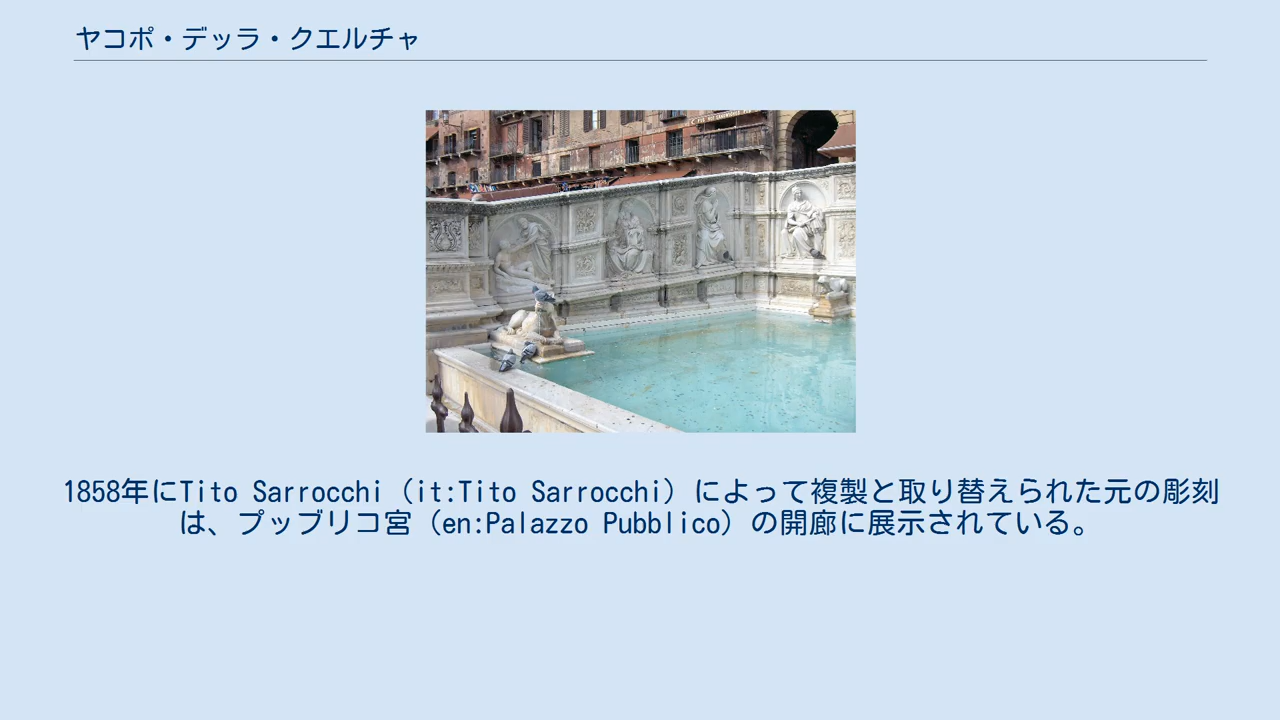 ヤコポ・デッラ・クエルチャ
1858年にTito Sarrocchi（it:Tito Sarrocchi）によって複製と取り替えられた元の彫刻
は、プッブリコ宮（en:Palazzo Pubblico）の開廊に展示されている。